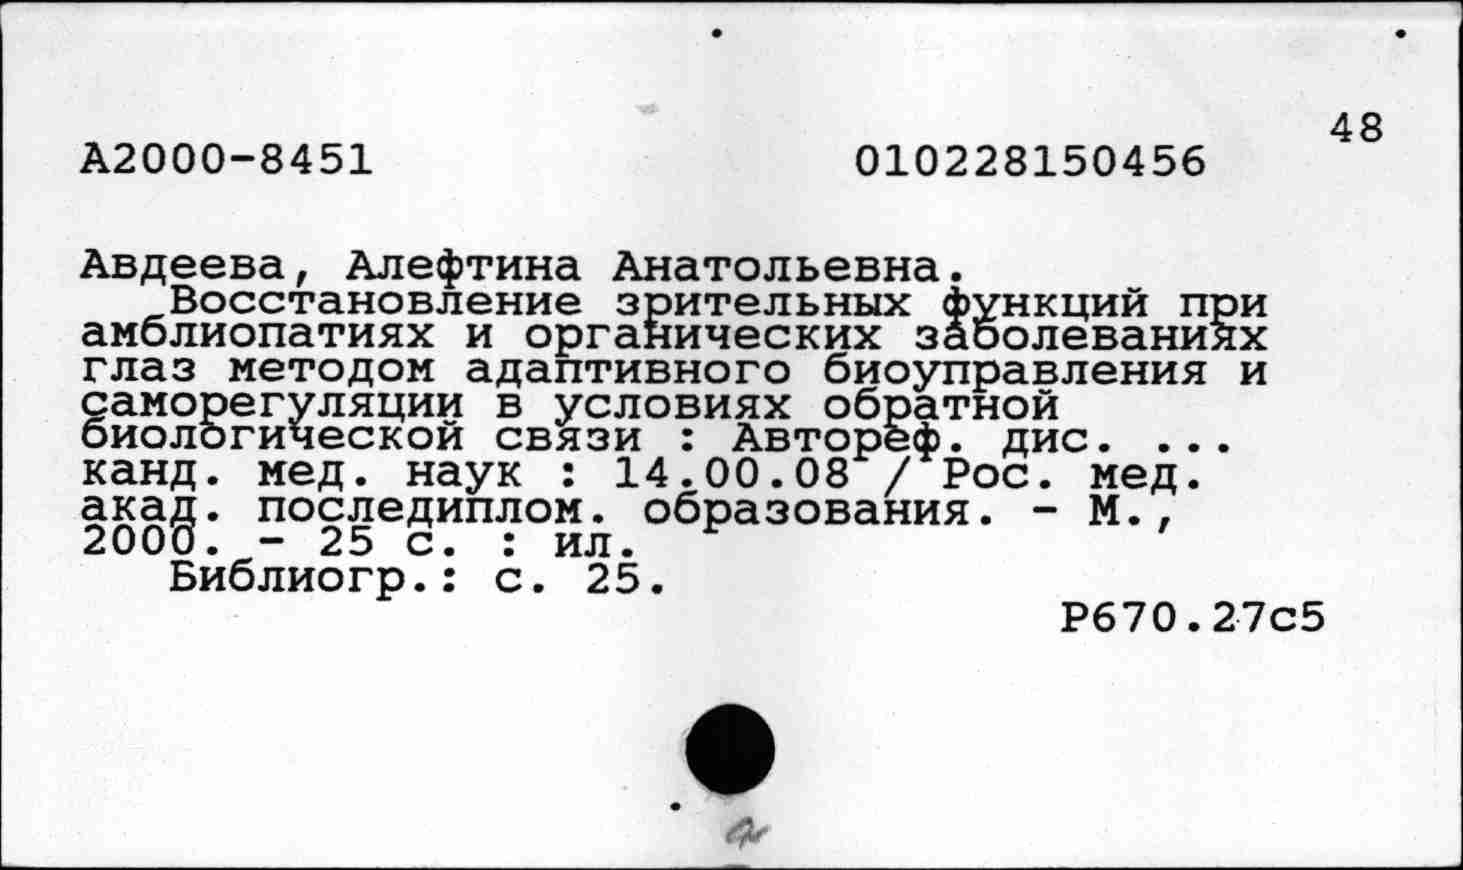 48
А2000-8451 010228150456
Авдеева, Алефтина Анатольевна.
Восстановление зрительных функций при
амблиопатиях и органических заболеваниях
глаз методом адаптивного биоуправления и
саморегуляции в условиях обратной
биологической связи : Автореф. дис. ...
канд. мед. наук : 14.00.08 / Рос. мед.
акад. последиплом. образования. - М.,
2000. - 25 с. : ил.
Библиогр.: с. 25.
Р670.27с5